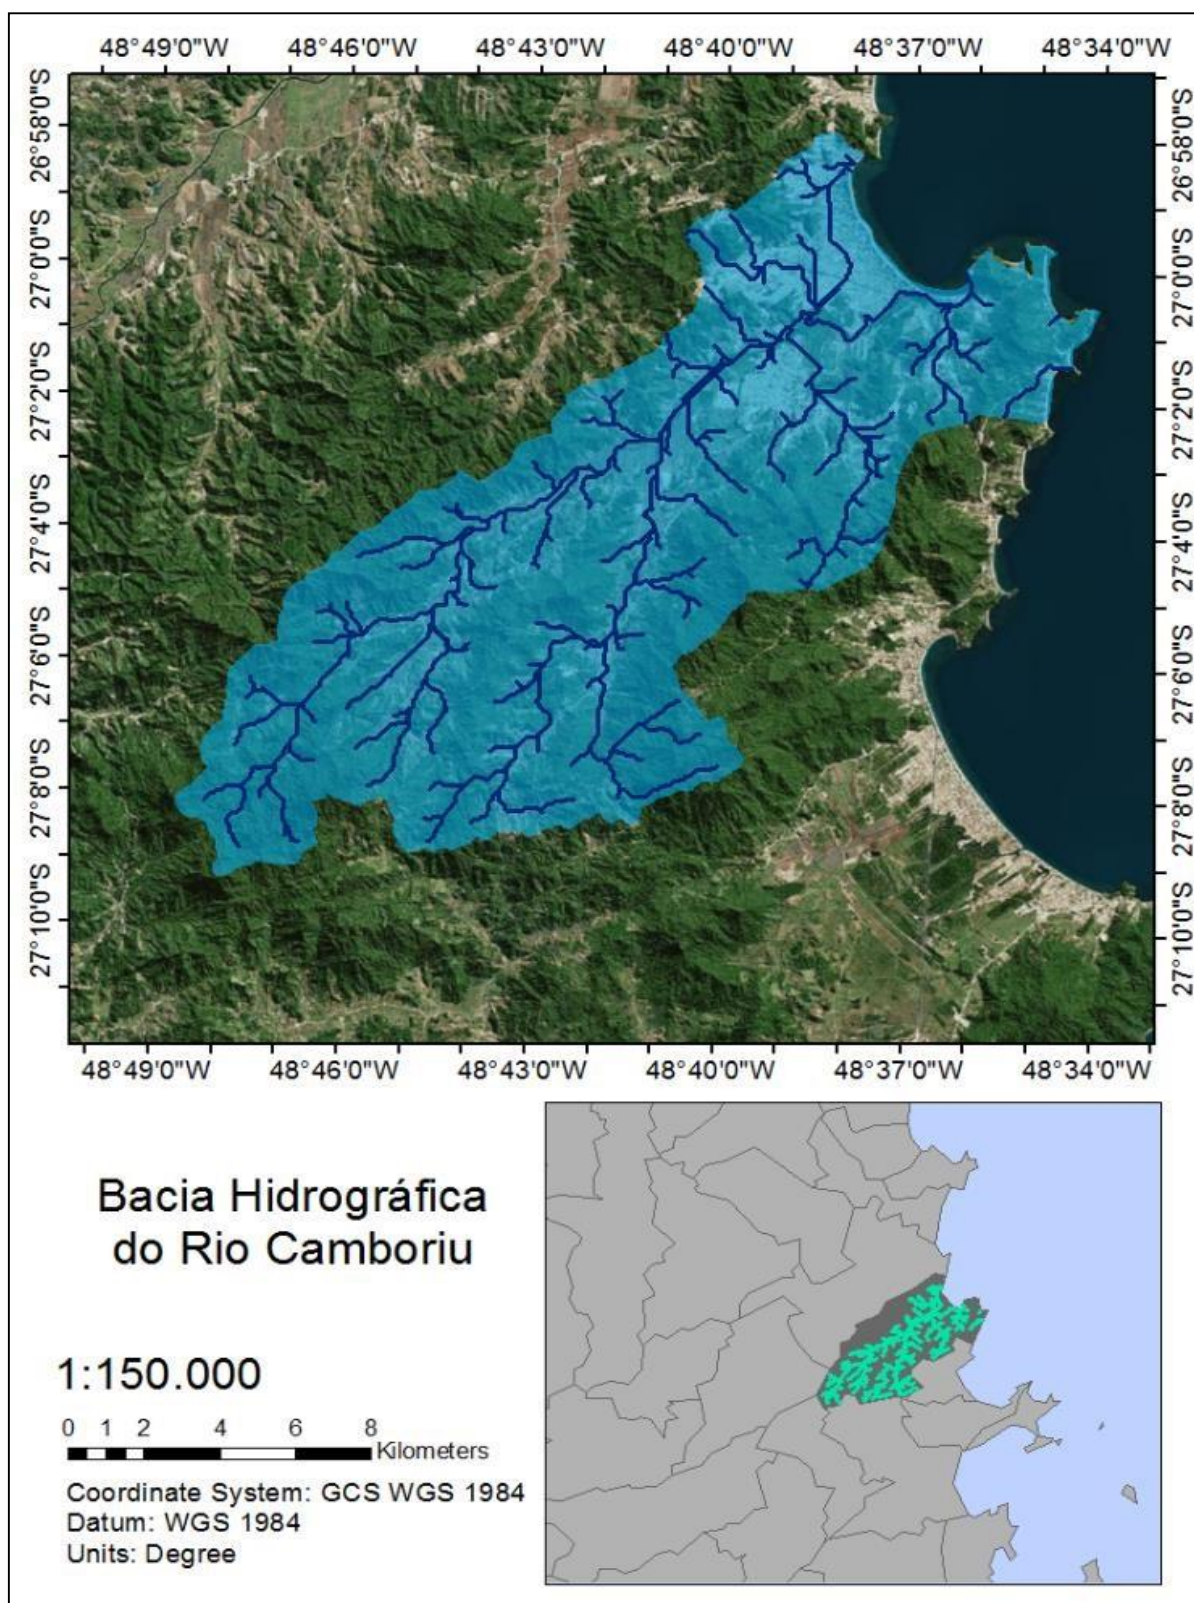 48°49'0"W 48°46'0"W 48°43'0"W 48°40'0"W 48°37'0"W 48°34'0"W
26°58'0"S
27°0'0"S
27°2'0"S
27°4'0"S
27°6'0"S
27°8'0"S
27°10'0"S
26°58'0"S
27°0'0"S
27°2'0"S
27°4'0"S
27°6'0"S
27°8'0"S
27°10'0"S
48°49'0"W 48°46'0"W 48°43'0"W 48°40'0"W 48°37'0"W 48°34'0"W
Bacia Hidrográfica
do Rio Camboriu
1:150.000
0 1 2 4 6 8
Kilometers
Coordinate System: GCS WGS 1984
Datum: WGS 1984
Units: Degree